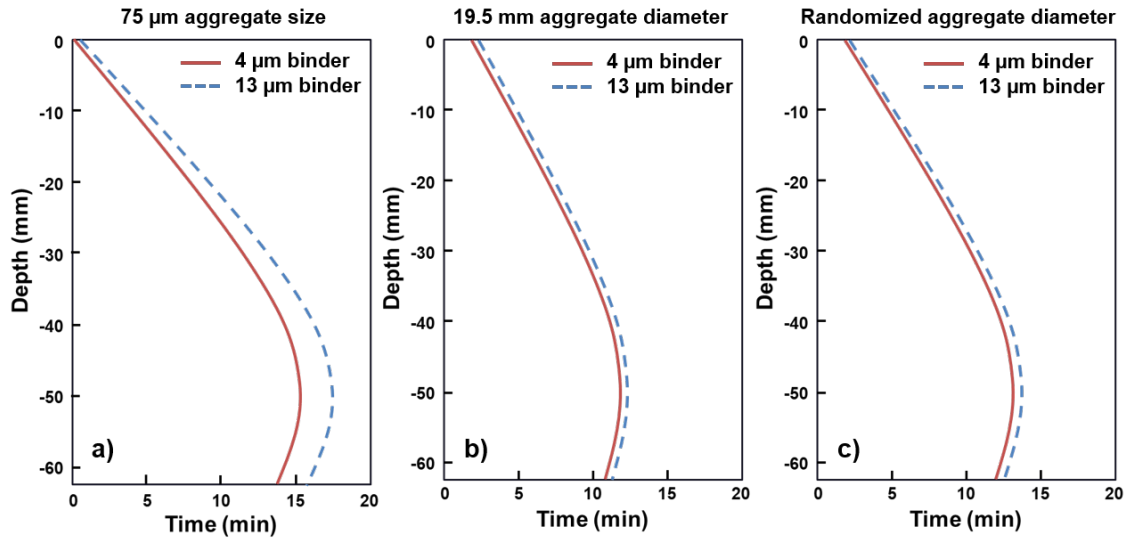 75 µm aggregate size
4 µm binder
13 µm binder
0
-10
-20
-30
-40
-50
-60
Depth (mm)
a)
0
5
10
15
20
Time (min)
19.5 mm aggregate diameter
4 µm binder
13 µm binder
0
-10
-20
-30
-40
-50
-60
Depth (mm)
b)
0
5
10
15
20
Time (min)
Randomized aggregate diameter
4 µm binder
13 µm binder
0
-10
-20
-30
-40
-50
-60
Depth (mm)
c)
0
5
10
15
20
Time (min)